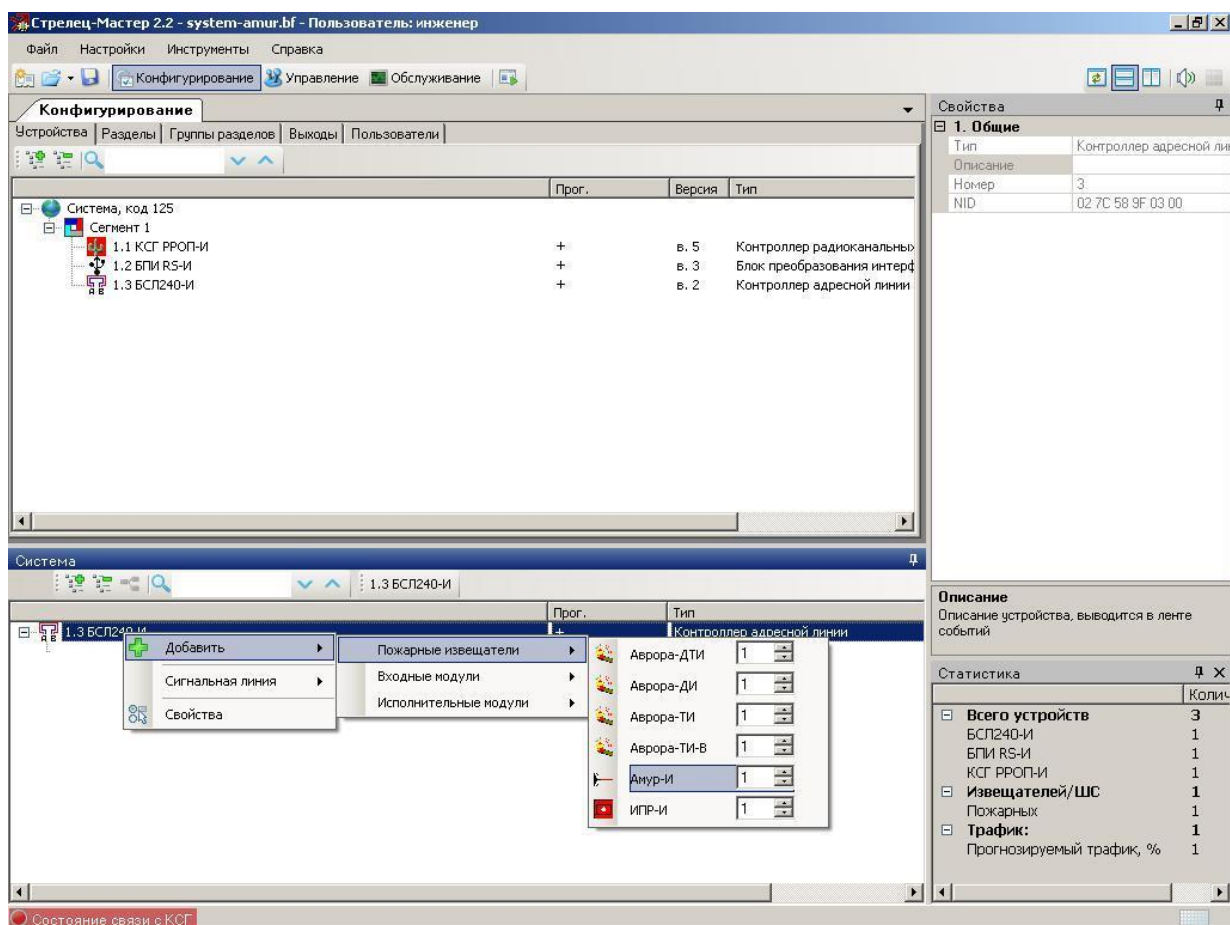 Стрелец-Мастер 2.2 - system-amur.bf - Пользователь: инженер
Файл Настройки Инструменты Справка
Конфигурирование Управление Обслуживание
Конфигурирование
Устройства Разделы Группы разделов Выходы Пользователи
Прог. Версия Тип
Система, код 125
Сегмент 1
1.1 КСГ РРОП-И + в. 5 Контроллер радиоканальных
1.2 БПИ RS-И + в. 3 Блок преобразования интерф
1.3 БСЛ240-И + в. 2 Контроллер адресной линии
Свойства
1. Общие
Тип Контроллер адресной ли
Описание
Номер 3
NID 02 7C 58 9F 03 00
Описание
Описание устройства, выводится в ленте
событий
Система
1.3 БСЛ240-И
Прог. Тип
1.3 БСЛ240-И + Контроллер адресной линии
Добавить
Сигнальная линия
Свойства
Пожарные извещатели
Входные модули
Исполнительные модули
Аврора-ДТИ 1
Аврора-ДИ 1
Аврора-ТИ 1
Аврора-ТИ-В 1
Амур-И 1
ИПР-И 1
Статистика
Колич
Всего устройств 3
БСЛ240-И 1
БПИ RS-И 1
КСГ РРОП-И 1
Извещателей/ШС 1
Пожарных 1
Трафик: 1
Прогнозируемый трафик, % 1
Состояние связи с КСГ